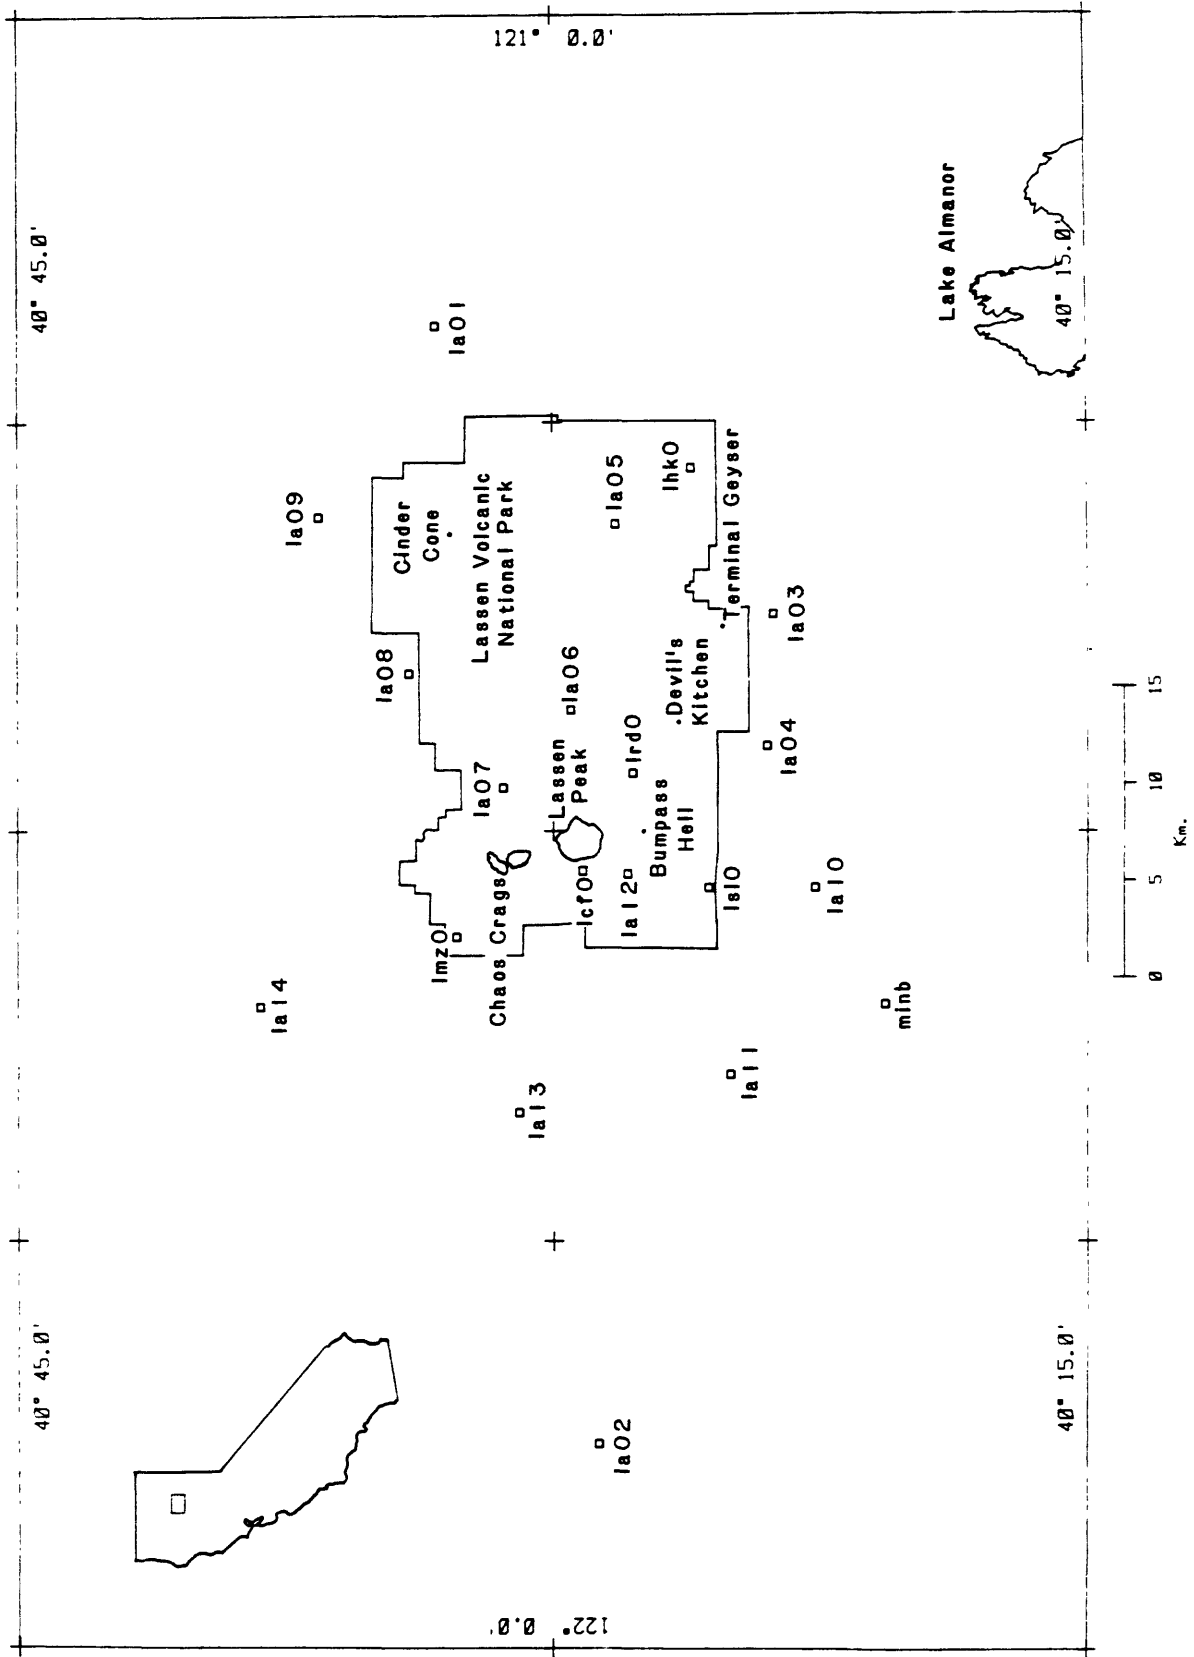 40° 45.0'
40° 45.0'
122° 0.0'
121° 0.0'
la14
la09
la08
Cinder
Cone
la01
lmz0
la07
Lassen Volcanic
National Park
Chaos Crags
la13
Lassen
Peak
la06
lcf0
la02
la12
lrd0
la05
Bumpass
Hell
Devil's
Kitchen
lhk0
lsl0
Terminal Geyser
la11
la04
la03
la10
minb
Lake Almanor
40° 15.0'
40° 15.0'
0 5 10 15
Km.